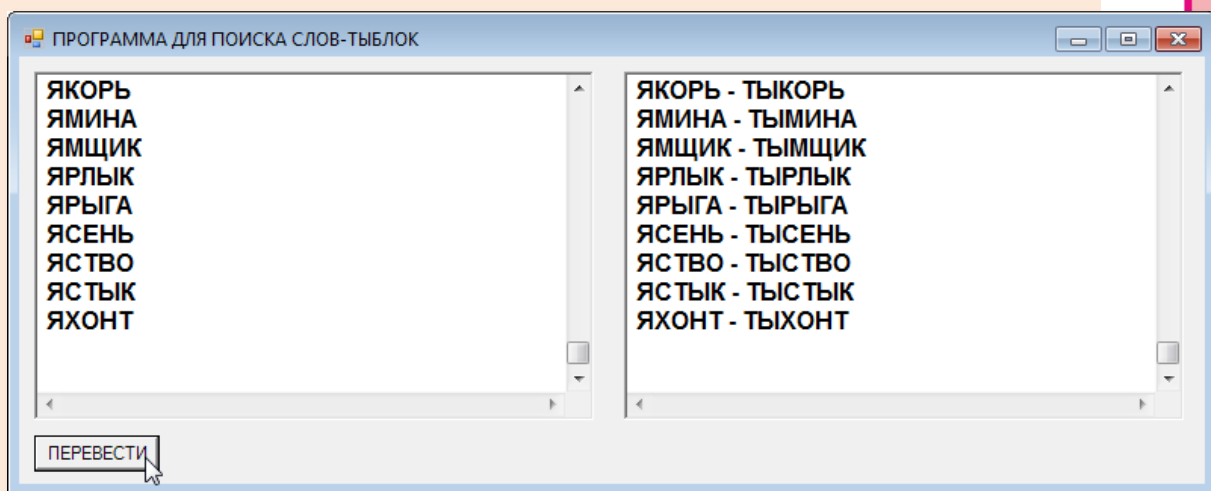 ПРОГРАММА ДЛЯ ПОИСКА СЛОВ-ТЫБЛОК
ЯКОРЬ
ЯМИНА
ЯМЩИК
ЯРЛЫК
ЯРЫГА
ЯСЕНЬ
ЯСТВО
ЯСТЫК
ЯХОНТ
ЯКОРЬ - ТЫКОРЬ
ЯМИНА - ТЫМИНА
ЯМЩИК - ТЫМЩИК
ЯРЛЫК - ТЫРЛЫК
ЯРЫГА - ТЫРЫГА
ЯСЕНЬ - ТЫСЕНЬ
ЯСТВО - ТЫСТВО
ЯСТЫК - ТЫСТЫК
ЯХОНТ - ТЫХОНТ
ПЕРЕВЕСТИ